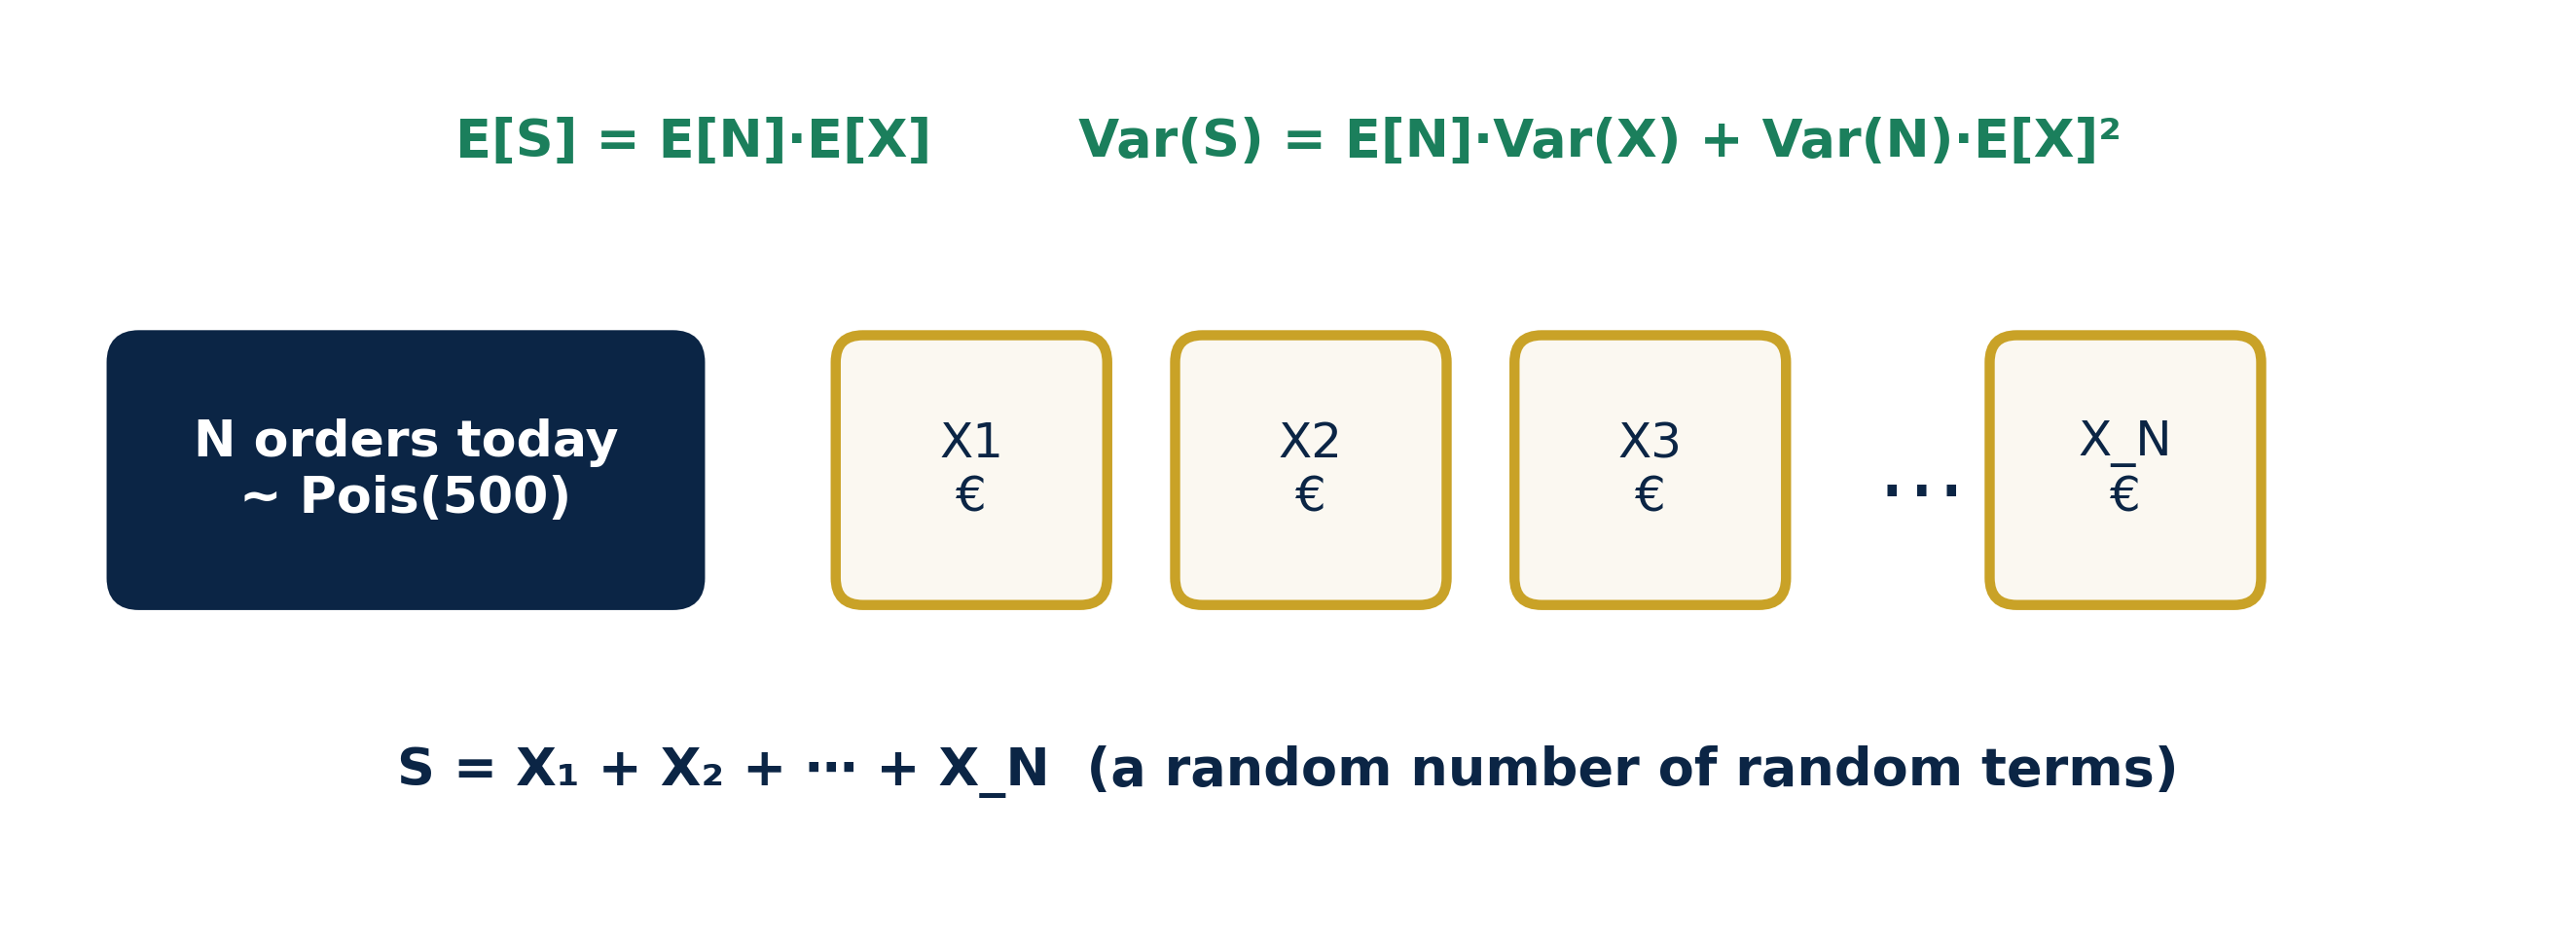 E[S] = E[N]·E[X] Var(S) = E[N]·Var(X) + Var(N)·E[X]²
N orders today
~ Pois(500)
X1
€
X2
€
X3
€
...
X_N
€
S = X₁ + X₂ + ⋯ + X_N (a random number of random terms)